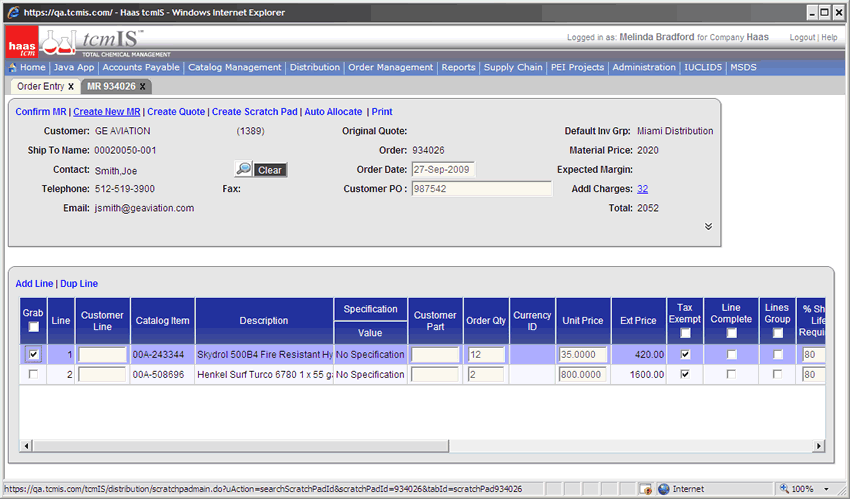 https://qa.tcmis.com/ - Haas tcmIS - Windows Internet Explorer
haas tcm
tcmIS™
TOTAL CHEMICAL MANAGEMENT
Logged in as: Melinda Bradford for Company Haas
Logout | Help
Home | Java App | Accounts Payable | Catalog Management | Distribution | Order Management | Reports | Supply Chain | PEI Projects | Administration | IUCLID5 | MSDS
Order Entry X MR 934026 X
Confirm MR | Create New MR | Create Quote | Create Scratch Pad | Auto Allocate | Print
Customer: GE AVIATION (1389) Original Quote: Default Inv Grp: Miami Distribution
Ship To Name: 00020050-001 Order: 934026 Material Price: 2020
Contact: Smith,Joe Clear Order Date: 27-Sep-2009 Expected Margin:
Telephone: 512-519-3900 Fax: Customer PO : 987542 Addl Charges: 32
Email: jsmith@geaviation.com Total: 2052
Add Line | Dup Line
Grab Line Customer Line Catalog Item Description Specification Value Customer Part Order Qty Currency ID Unit Price Ext Price Tax Exempt Line Complete Lines Group % Sh Life Requir
1 00A-243344 Skydrol 500B4 Fire Resistant Hy No Specification 12 35.0000 420.00 80
2 00A-508696 Henkel Surf Turco 6780 1 x 55 ga No Specification 2 800.0000 1600.00 80
https://qa.tcmis.com/tcmIS/distribution/scratchpadmain.do?uAction=searchScratchPadId&scratchPadId=934026&tabId=scratchPad934026
Internet
100%